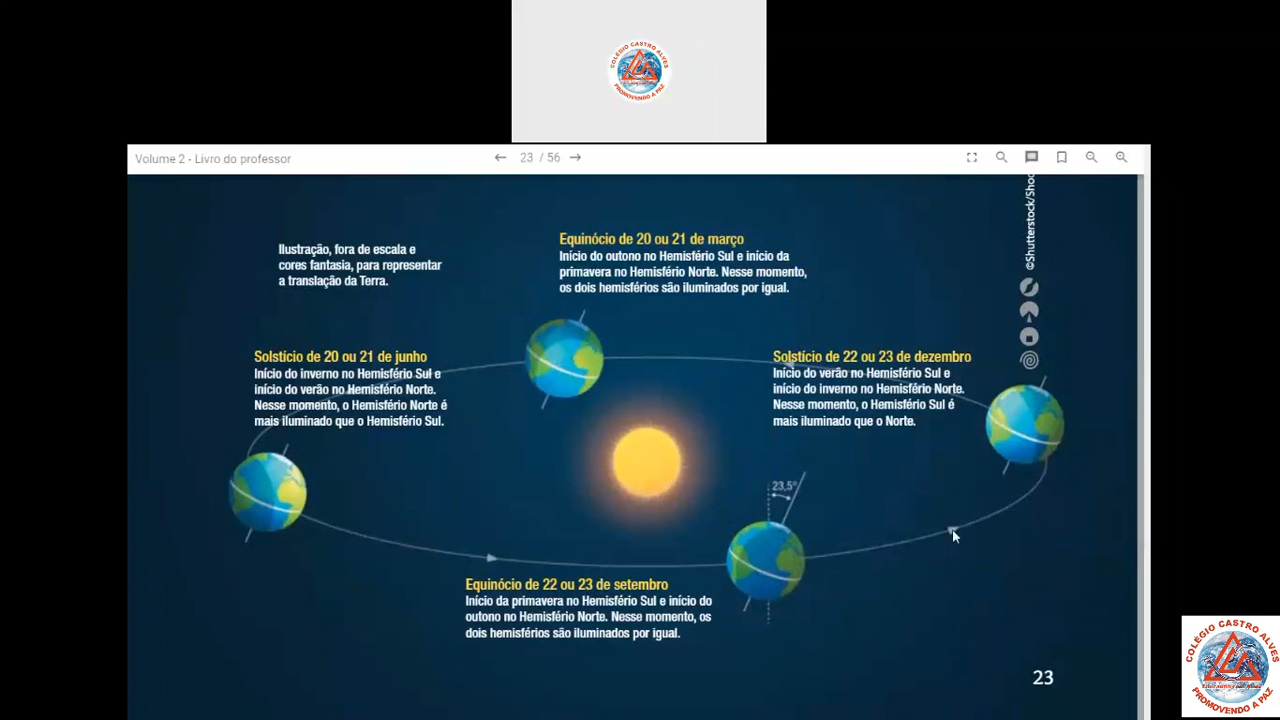 COLÉGIO CASTRO ALVES
PROMOVENDO A PAZ
Volume 2 - Livro do professor
23 / 56
©Shutterstock/Shoc
Ilustração, fora de escala e
cores fantasia, para representar
a translação da Terra.
Equinócio de 20 ou 21 de março
Início do outono no Hemisfério Sul e início da
primavera no Hemisfério Norte. Nesse momento,
os dois hemisférios são iluminados por igual.
Solstício de 20 ou 21 de junho
Início do inverno no Hemisfério Sul e
início do verão no Hemisfério Norte.
Nesse momento, o Hemisfério Norte é
mais iluminado que o Hemisfério Sul.
Solstício de 22 ou 23 de dezembro
Início do verão no Hemisfério Sul e
início do inverno no Hemisfério Norte.
Nesse momento, o Hemisfério Sul é
mais iluminado que o Norte.
23,5°
Equinócio de 22 ou 23 de setembro
Início da primavera no Hemisfério Sul e início do
outono no Hemisfério Norte. Nesse momento, os
dois hemisférios são iluminados por igual.
23
COLÉGIO CASTRO ALVES
PROMOVENDO A PAZ